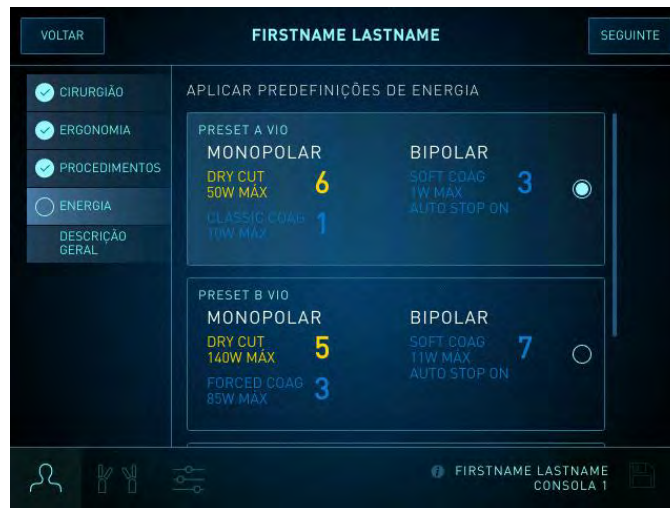 VOLTAR
FIRSTNAME LASTNAME
SEGUINTE
CIRURGIÃO
ERGONOMIA
PROCEDIMENTOS
ENERGIA
DESCRIÇÃO
GERAL
APLICAR PREDEFINIÇÕES DE ENERGIA
PRESET A VIO
MONOPOLAR
DRY CUT
50W MÁX
6
CLASSIC COAG
10W MÁX
1
BIPOLAR
SOFT COAG
1W MÁX
AUTO STOP ON
3
PRESET B VIO
MONOPOLAR
DRY CUT
140W MÁX
5
FORCED COAG
85W MÁX
3
BIPOLAR
SOFT COAG
11W MÁX
AUTO STOP ON
7
FIRSTNAME LASTNAME
CONSOLA 1